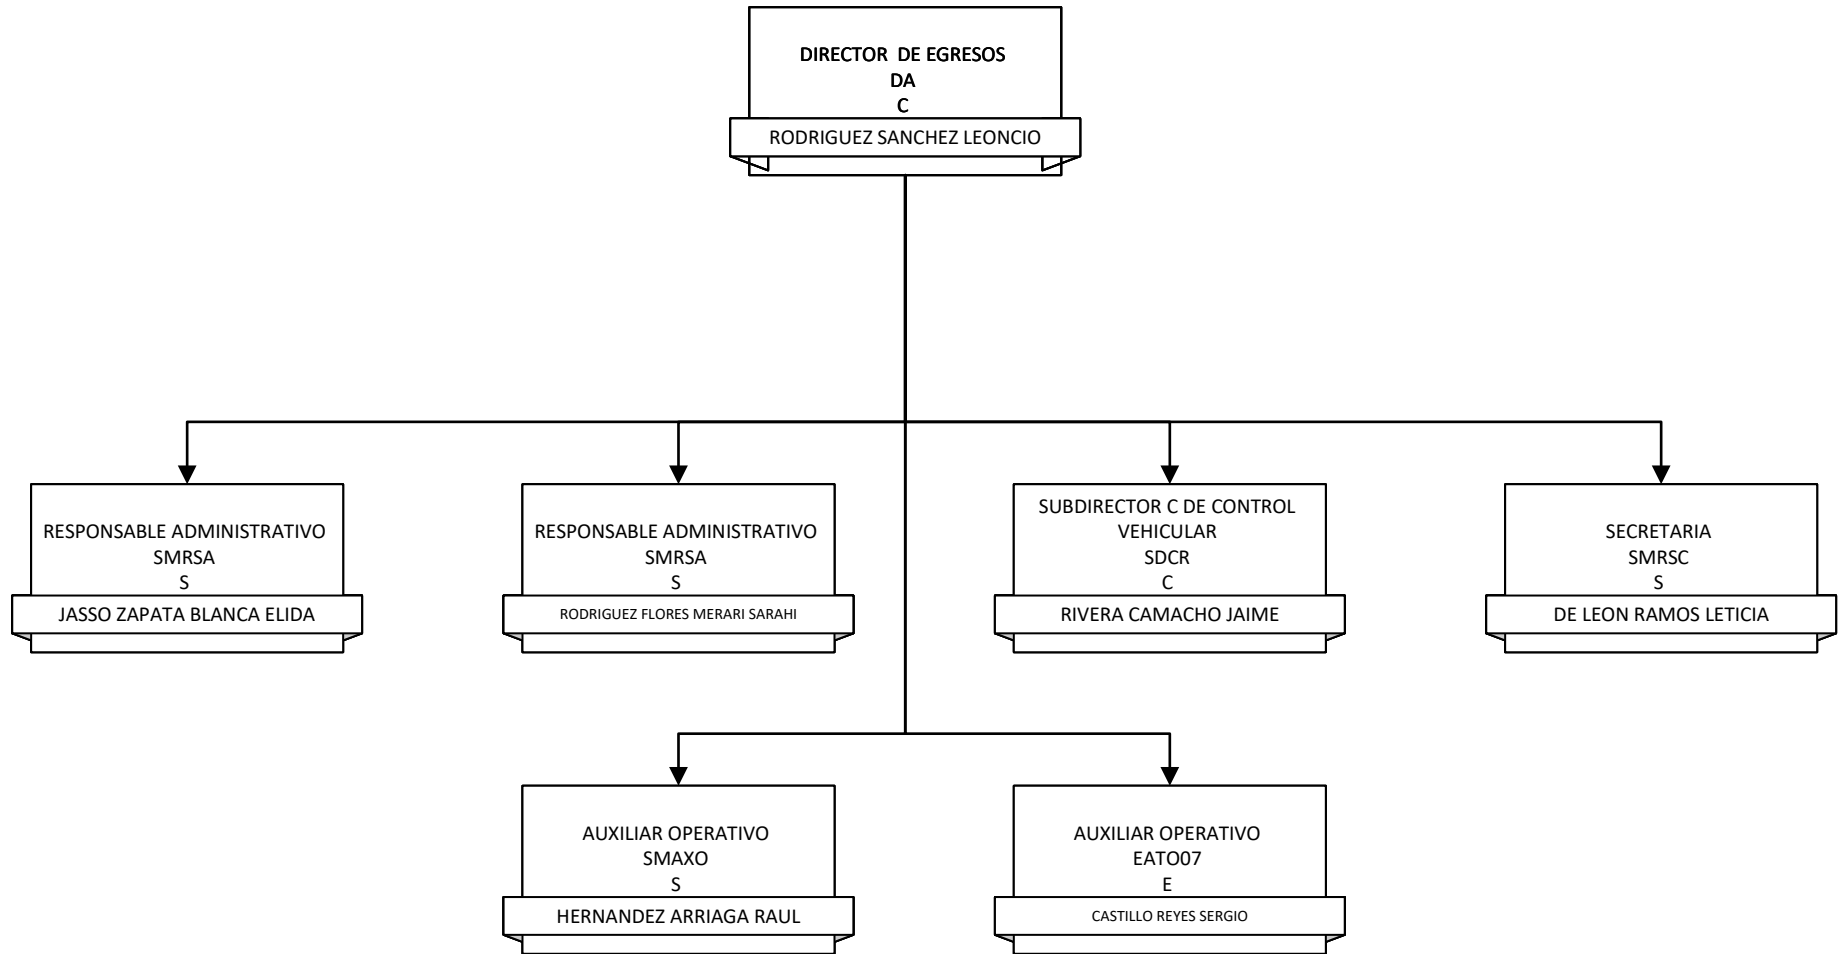 DIRECTOR DE EGRESOS
DA
C
RODRIGUEZ SANCHEZ LEONCIO
RESPONSABLE ADMINISTRATIVO
SMRSA
S
JASSO ZAPATA BLANCA ELIDA
RESPONSABLE ADMINISTRATIVO
SMRSA
S
RODRIGUEZ FLORES MERARI SARAHI
SUBDIRECTOR C DE CONTROL
VEHICULAR
SDCR
C
RIVERA CAMACHO JAIME
SECRETARIA
SMRSC
S
DE LEON RAMOS LETICIA
AUXILIAR OPERATIVO
SMAXO
S
HERNANDEZ ARRIAGA RAUL
AUXILIAR OPERATIVO
EATO07
E
CASTILLO REYES SERGIO